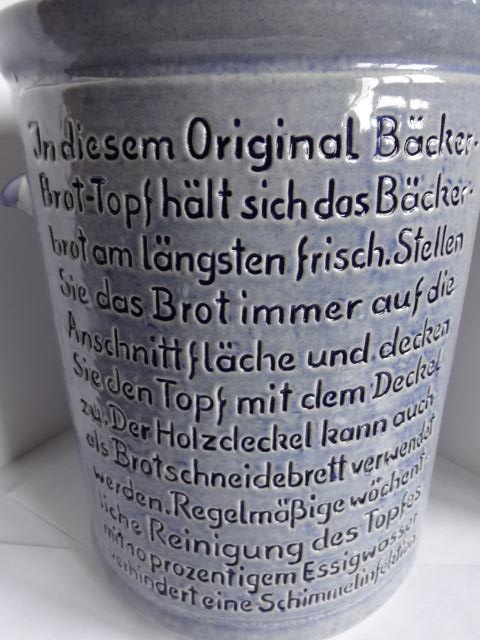 In diesem Original Bäcker-
Brot-Topf hält sich das Bäcker-
brot am längsten frisch. Stellen
Sie das Brot immer auf die
Anschnittfläche und decken
Sie den Topf mit dem Deckel
zu. Der Holzdeckel kann auch
als Brotschneidebrett verwendet
werden. Regelmäßige wöchent-
liche Reinigung des Topfes
mit 10 prozentigem Essigwasser
verhindert eine Schimmelinfektion